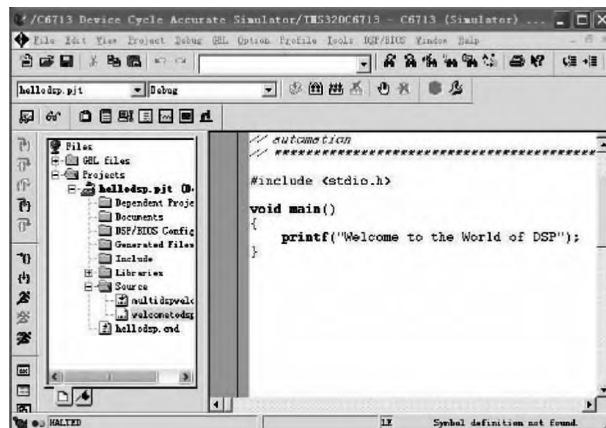 /C6713 Device Cycle Accurate Simulator/TMS320C6713 - C6713 (Simulator) ...
File Edit View Project Debug GEL Option Profile Tools DSP/BIOS Window Help
hellodsp.pjt Debug
Files
GEL files
Projects
hellodsp.pjt (D
Dependent Proje
Documents
DSP/BIOS Config
Generated Files
Include
Libraries
Source
multidspwelc
welcometodsp
hellodsp.cmd
// automation
// *******************************************
#include <stdio.h>
void main()
{
printf("Welcome to the World of DSP");
}
HALTED
Symbol definition not found.